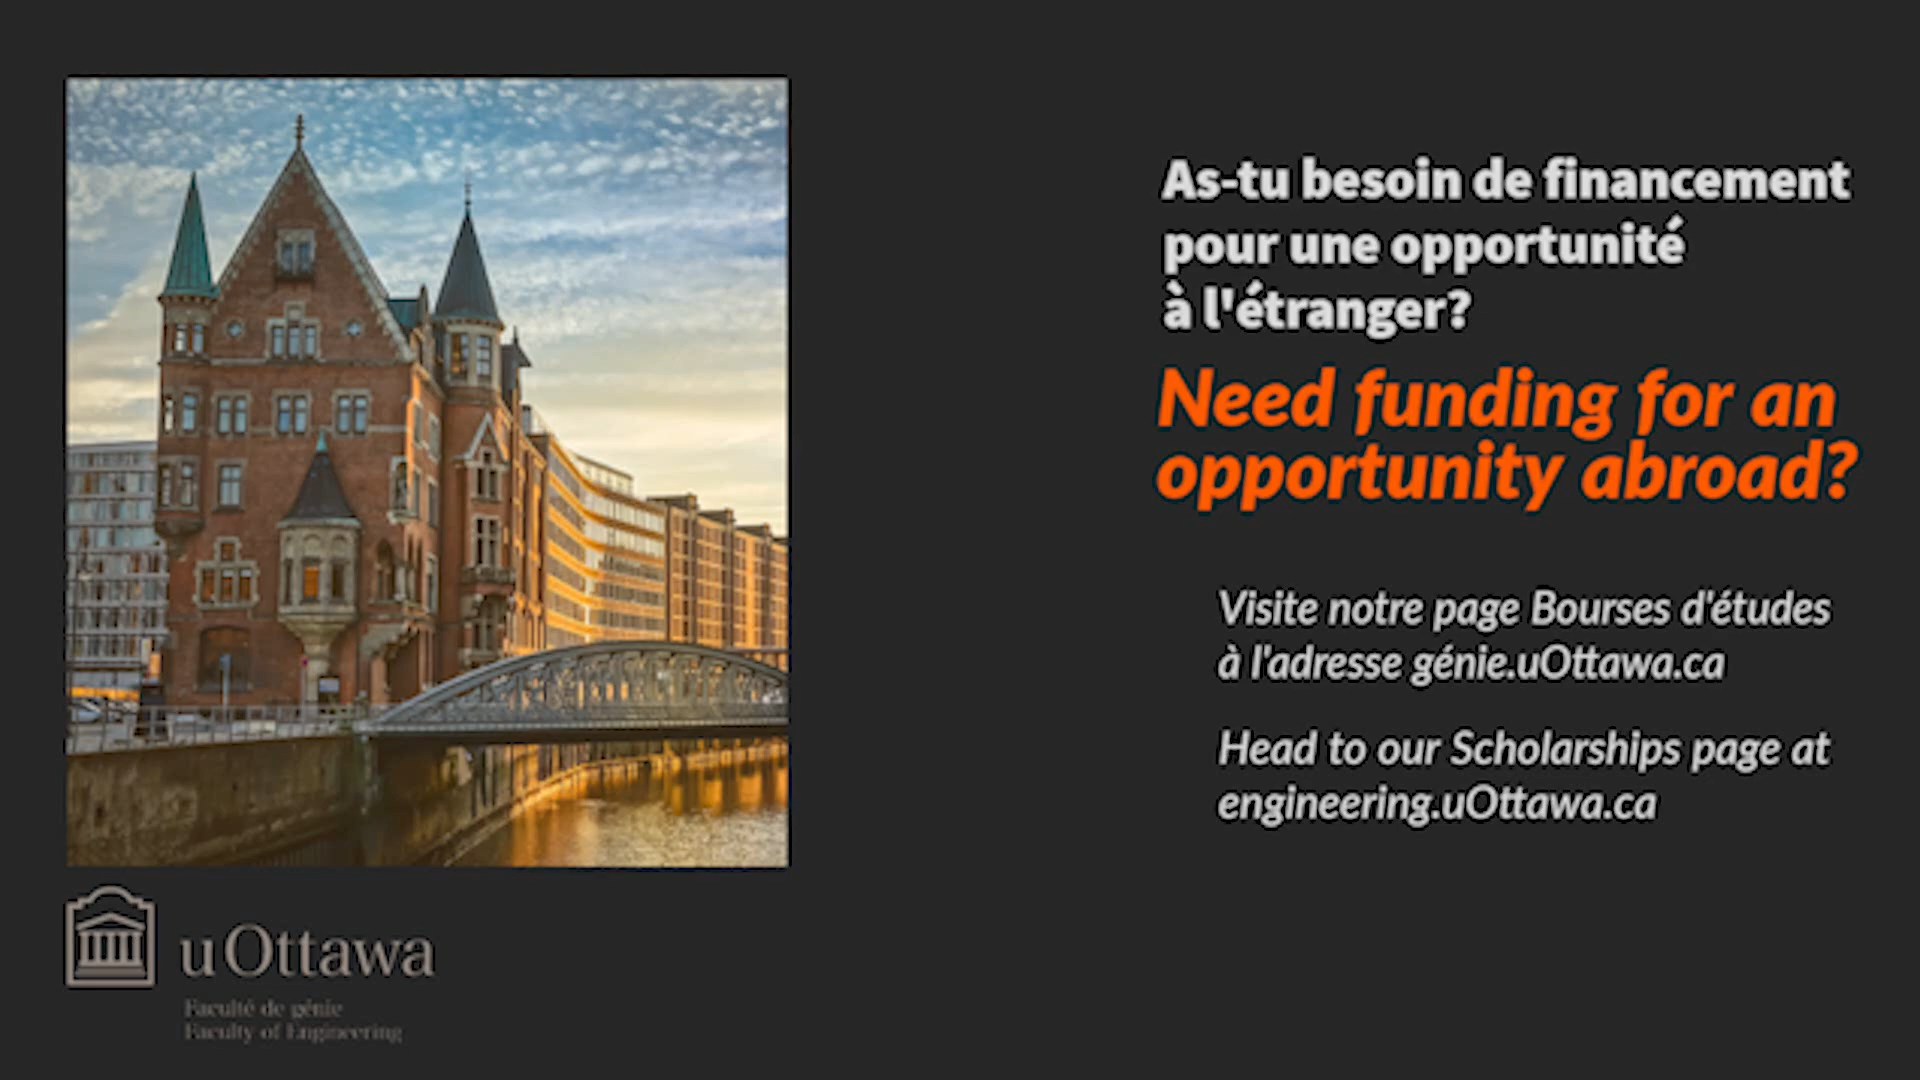 As-tu besoin de financement
pour une opportunité
à l'étranger?
Need funding for an
opportunity abroad?
Visite notre page Bourses d'études
à l'adresse génie.uOttawa.ca
Head to our Scholarships page at
engineering.uOttawa.ca
uOttawa
Faculté de génie
Faculty of Engineering